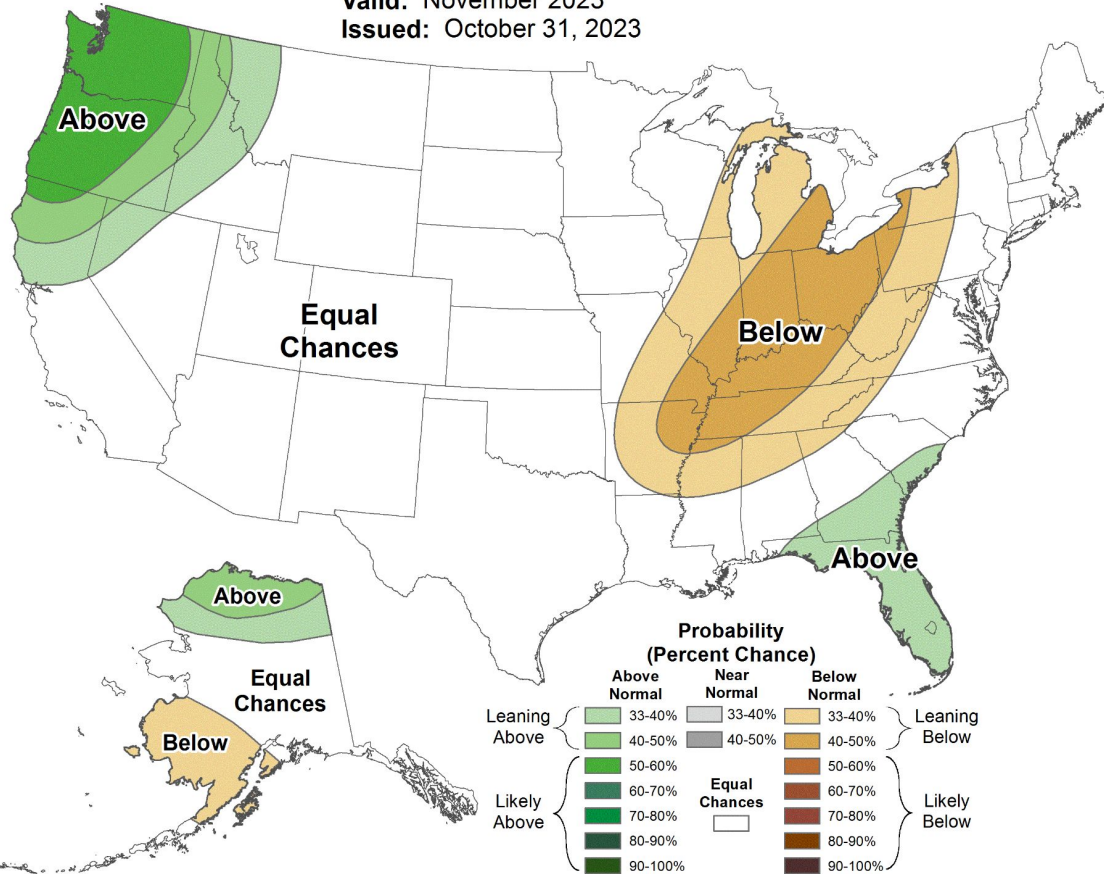 Valid: November 2023
Issued: October 31, 2023
Above
Equal
Chances
Below
Above
Above
Equal
Chances
Below
Probability
(Percent Chance)
Above
Normal
Near
Normal
Below
Normal
Leaning
Above
33-40%
33-40%
33-40%
Leaning
Below
40-50%
40-50%
40-50%
Likely
Above
50-60%
50-60%
Likely
Below
60-70%
Equal
Chances
60-70%
70-80%
70-80%
80-90%
80-90%
90-100%
90-100%